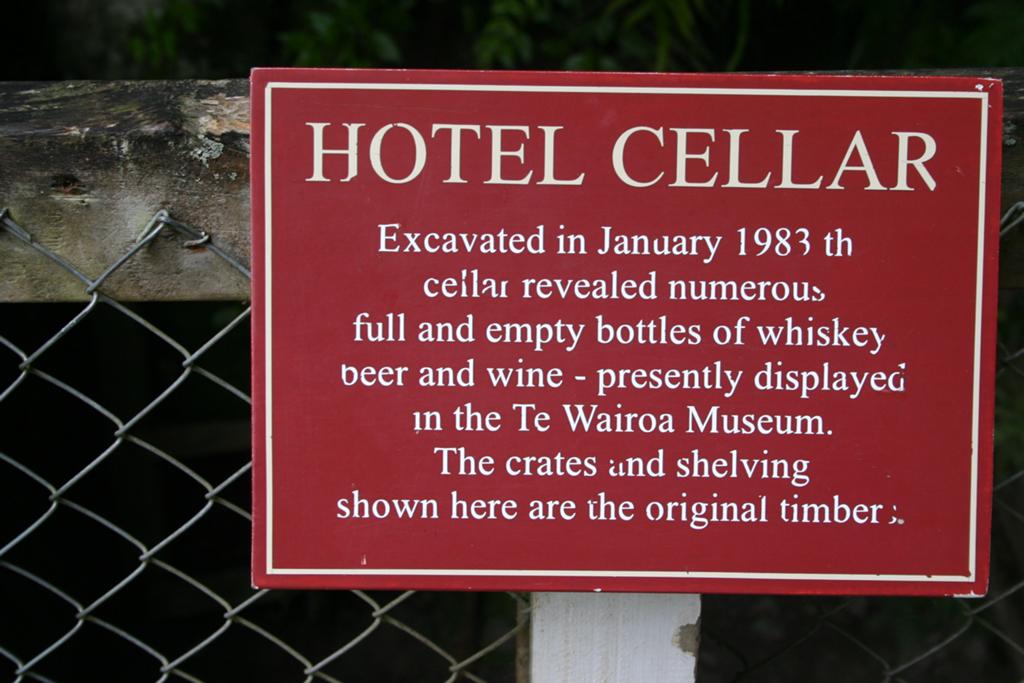 HOTEL CELLAR
Excavated in January 1983 th
cellar revealed numerous
full and empty bottles of whiskey
beer and wine - presently displayed
in the Te Wairoa Museum.
The crates and shelving
shown here are the original timbers.